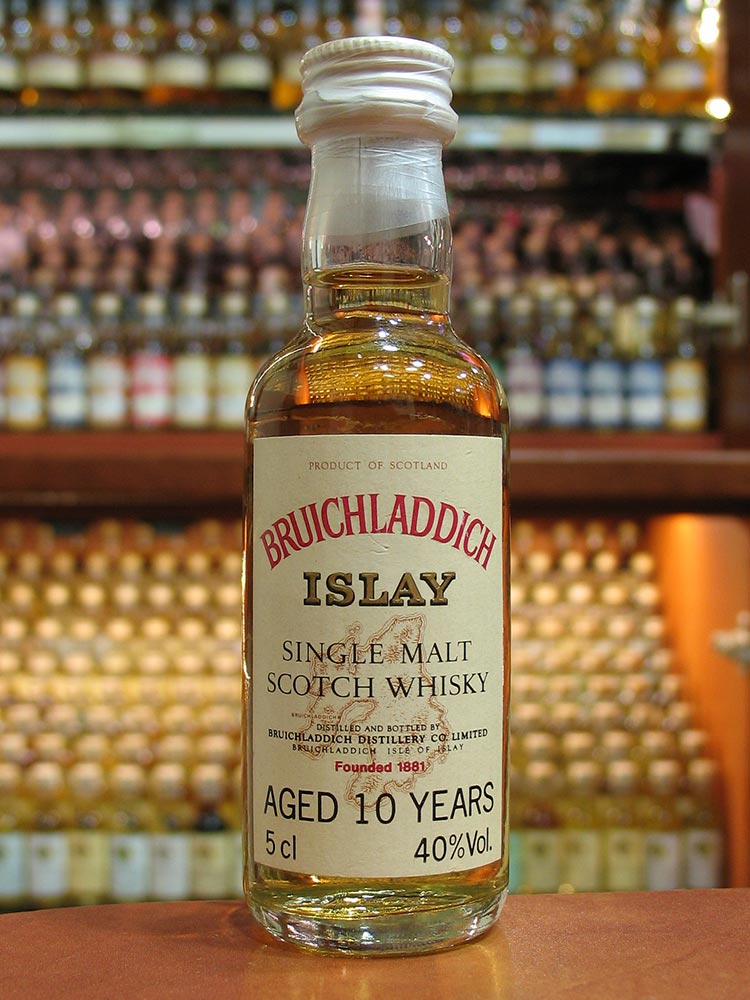 PRODUCT OF SCOTLAND
BRUICHLADDICH
ISLAY
SINGLE MALT
SCOTCH WHISKY
BRUICHLADDICH
DISTILLED AND BOTTLED BY
BRUICHLADDICH DISTILLERY CO. LIMITED
BRUICHLADDICH ISLE OF ISLAY
Founded 1881
AGED 10 YEARS
5 cl 40%Vol.